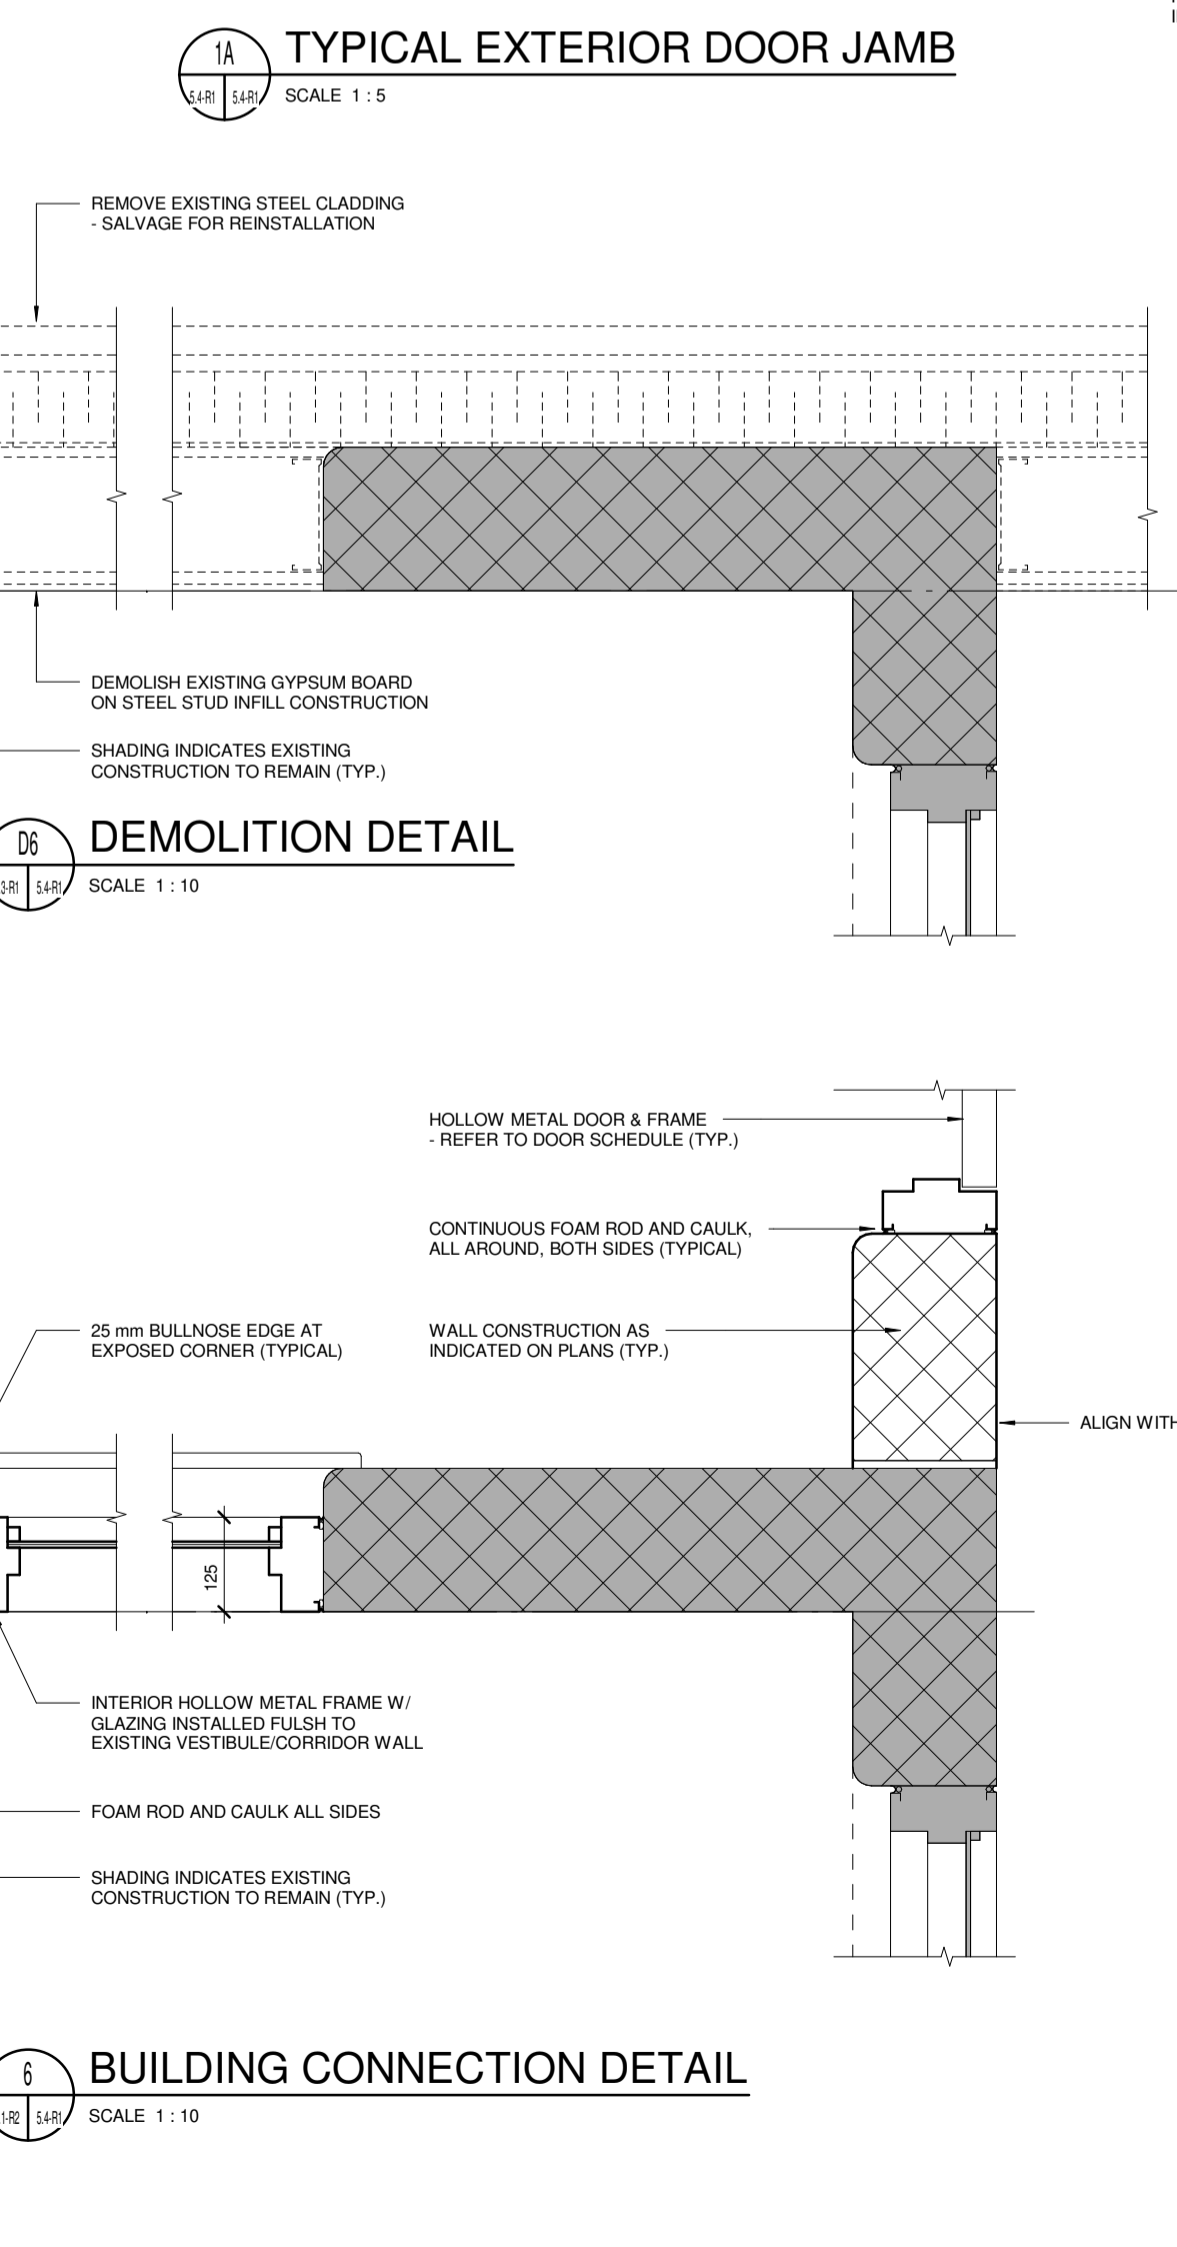 1A
TYPICAL EXTERIOR DOOR JAMB
5.4-R1
5.4-R1
SCALE 1 : 5
REMOVE EXISTING STEEL CLADDING
- SALVAGE FOR REINSTALLATION
DEMOLISH EXISTING GYPSUM BOARD
ON STEEL STUD INFILL CONSTRUCTION
SHADING INDICATES EXISTING
CONSTRUCTION TO REMAIN (TYP.)
D6
DEMOLITION DETAIL
3-R1
5.4-R1
SCALE 1 : 10
HOLLOW METAL DOOR & FRAME
- REFER TO DOOR SCHEDULE (TYP.)
CONTINUOUS FOAM ROD AND CAULK,
ALL AROUND, BOTH SIDES (TYPICAL)
25 mm BULLNOSE EDGE AT
EXPOSED CORNER (TYPICAL)
WALL CONSTRUCTION AS
INDICATED ON PLANS (TYP.)
ALIGN WITH
125
INTERIOR HOLLOW METAL FRAME W/
GLAZING INSTALLED FULSH TO
EXISTING VESTIBULE/CORRIDOR WALL
FOAM ROD AND CAULK ALL SIDES
SHADING INDICATES EXISTING
CONSTRUCTION TO REMAIN (TYP.)
6
BUILDING CONNECTION DETAIL
1-R2
5.4-R1
SCALE 1 : 10